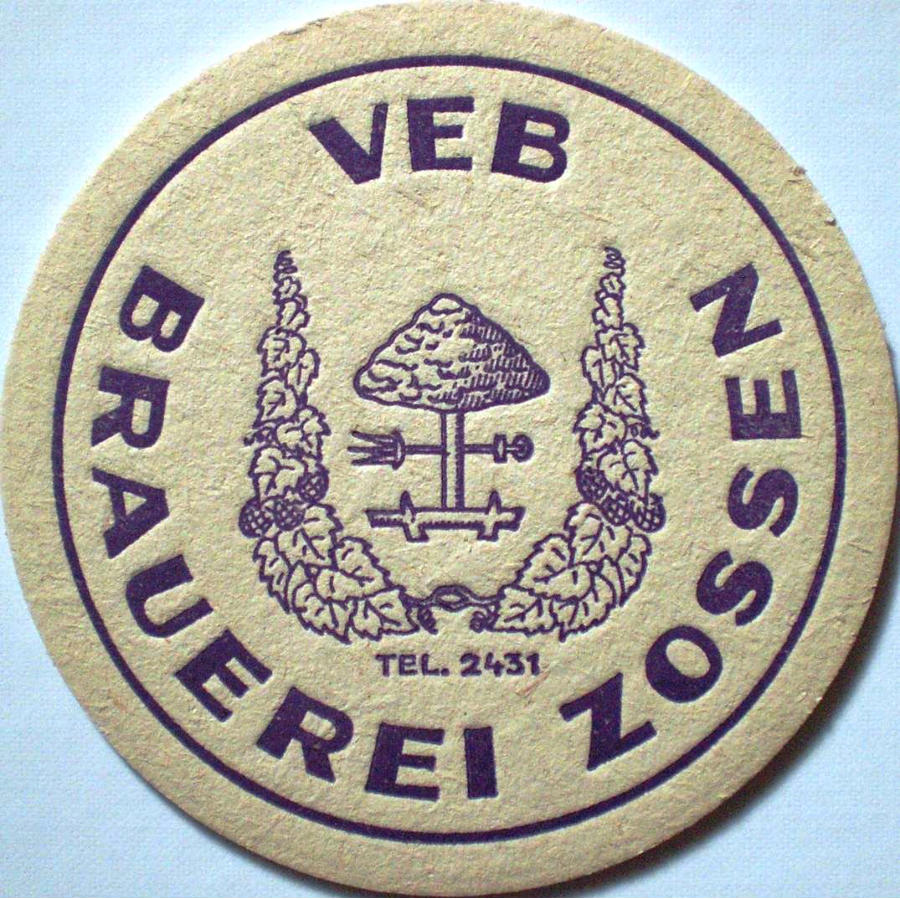 VEB
BRAUEREI ZOSSEN
TEL. 2431